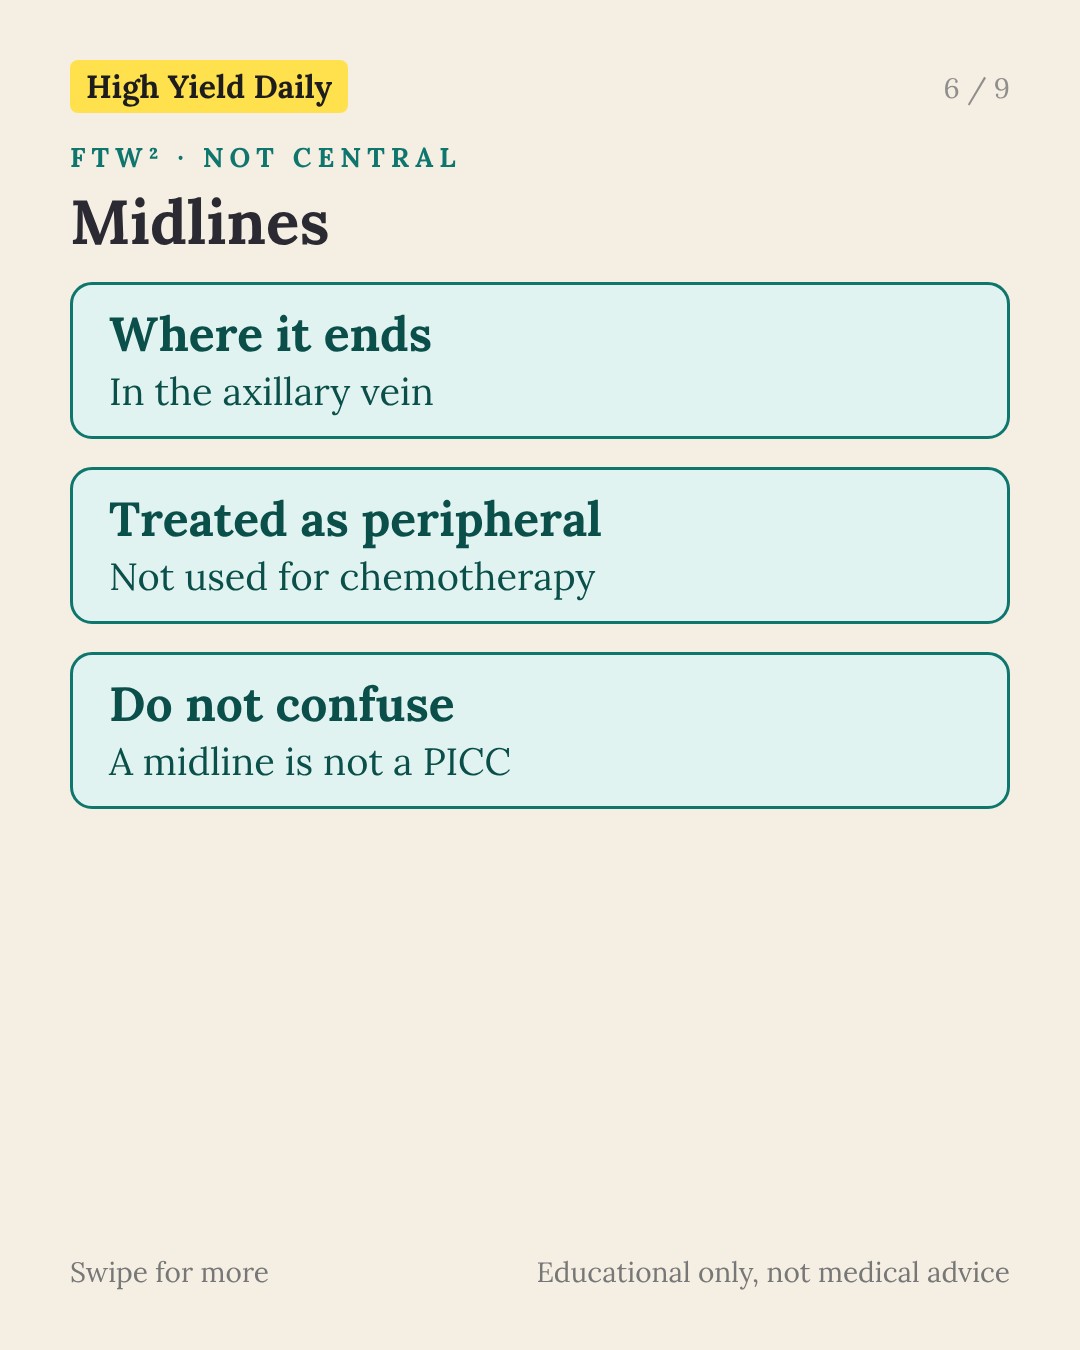 High Yield Daily
6 / 9
FTW² · NOT CENTRAL
Midlines
Where it ends
In the axillary vein
Treated as peripheral
Not used for chemotherapy
Do not confuse
A midline is not a PICC
Swipe for more
Educational only, not medical advice